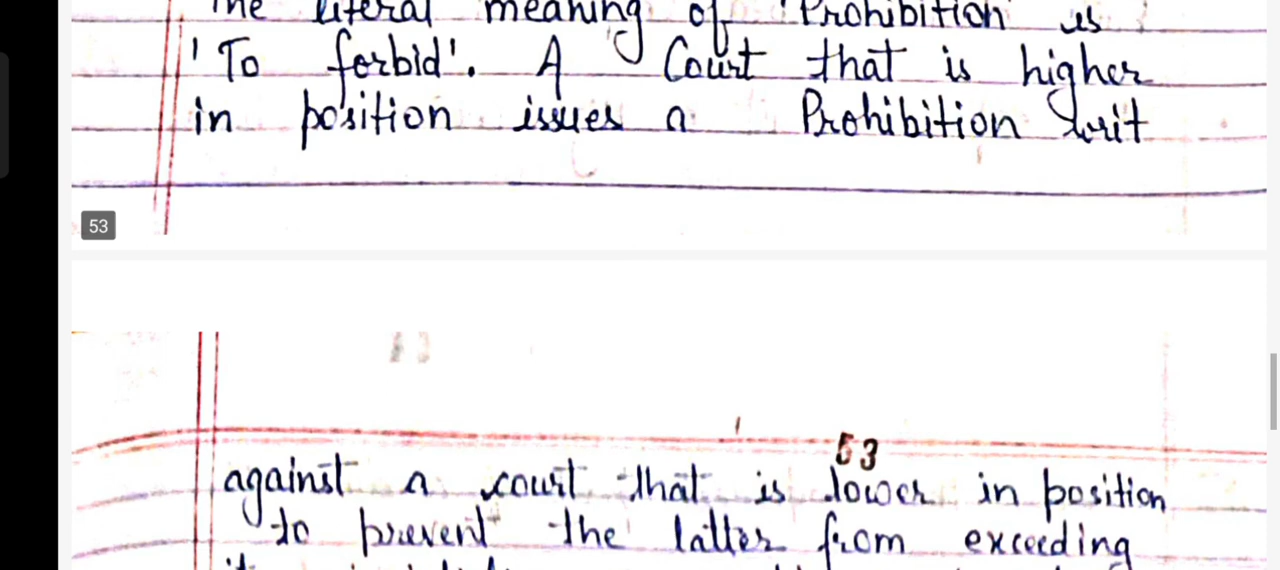 The literal meaning of 'Prohibition is
'To forbid'. A Court that is higher
in position issues a Prohibition writ
53
53
against a court that is lower in position
to prevent the latter from exceeding